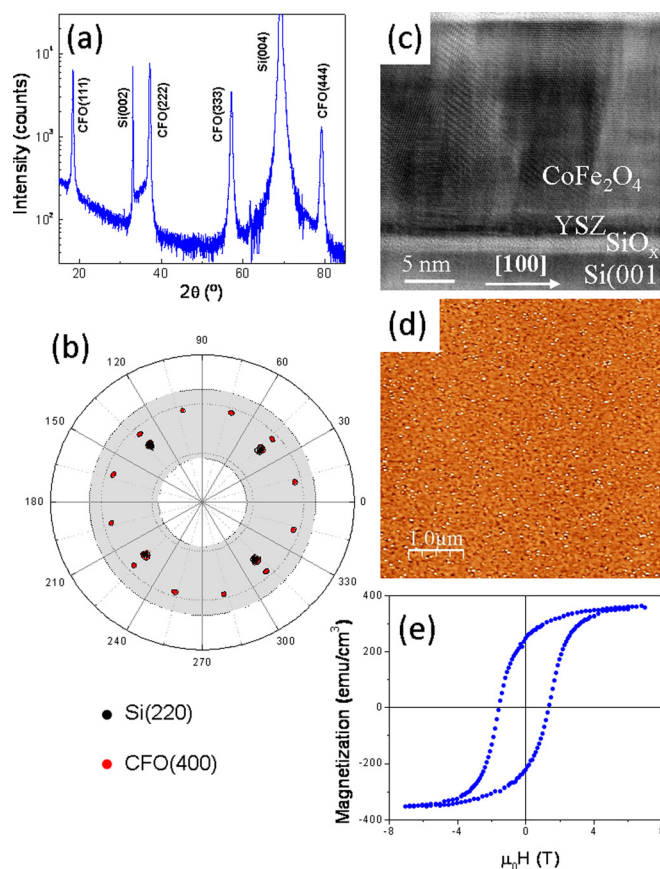 (a)
Intensity (counts)
10⁴
10³
10²
CFO(111)
Si(002)
CFO(222)
CFO(333)
Si(004)
CFO(444)
20 40 60 80
2θ (º)
(b)
90
120 60
150 30
180 0
210 330
240 300
270
Si(220)
CFO(400)
(c)
CoFe₂O₄
YSZ
SiOₓ
5 nm
[100]
Si(001
(d)
1.0µm
(e)
Magnetization (emu/cm³)
400
200
0
-200
-400
-8 -4 0 4 8
µ₀H (T)